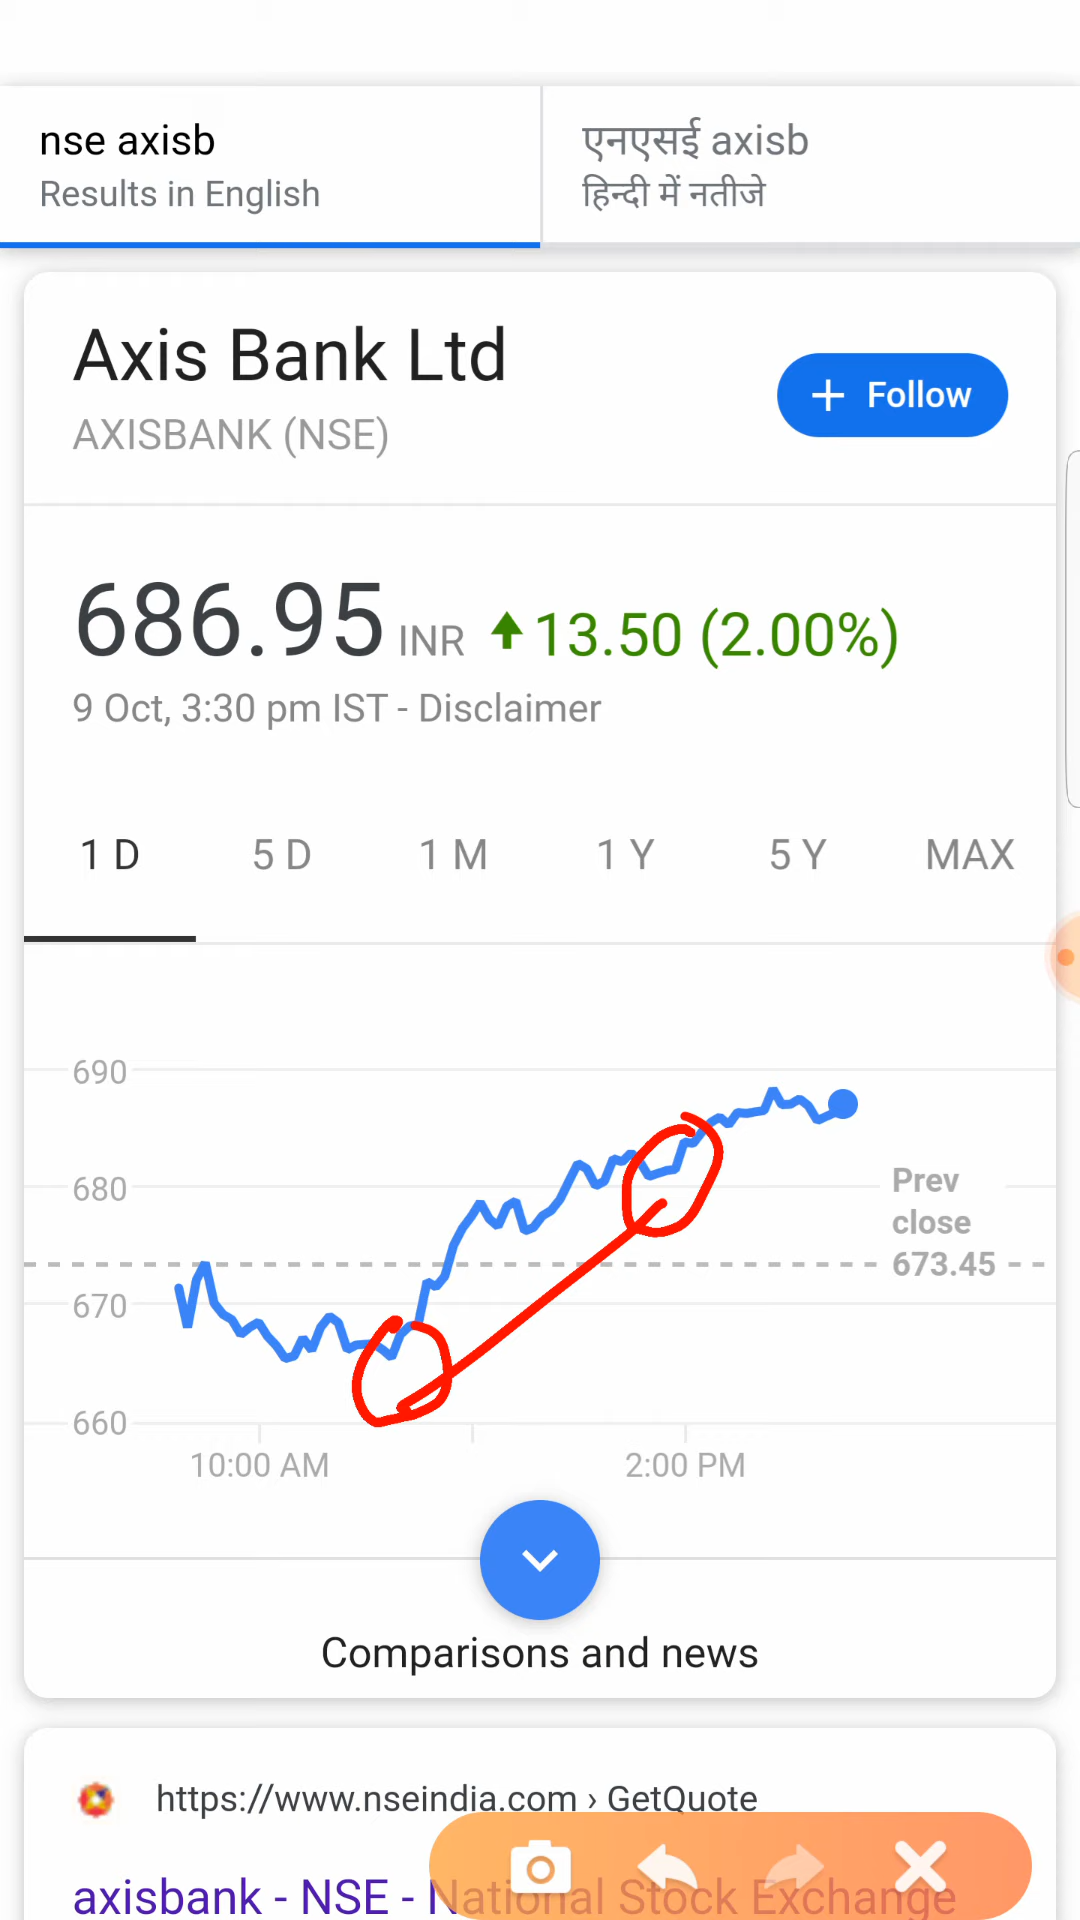 nse axisb
Results in English
एनएसई axisb
हिन्दी में नतीजे
Axis Bank Ltd
AXISBANK (NSE)
+ Follow
686.95 INR ↑ 13.50 (2.00%)
9 Oct, 3:30 pm IST - Disclaimer
1 D 5 D 1 M 1 Y 5 Y MAX
690
680
670
660
Prev
close
673.45
10:00 AM 2:00 PM
Comparisons and news
https://www.nseindia.com › GetQuote
axisbank - NSE - National Stock Exchange